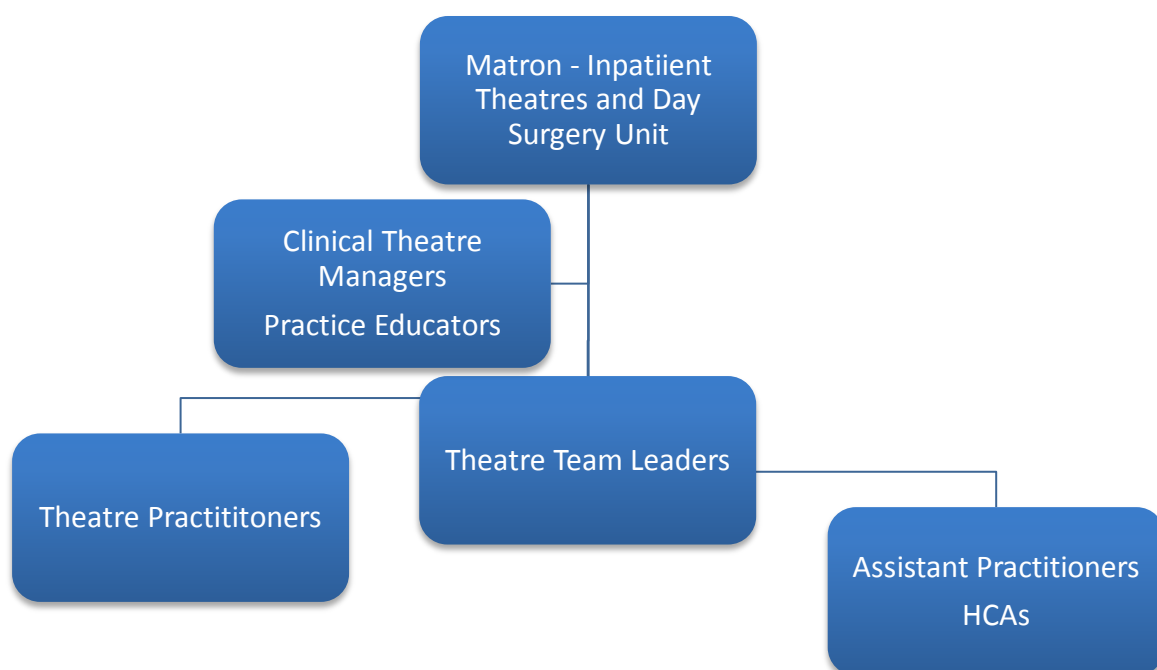 Matron - Inpatiient
Theatres and Day
Surgery Unit
Clinical Theatre
Managers
Practice Educators
Theatre Team Leaders
Theatre Practititoners
Assistant Practitioners
HCAs